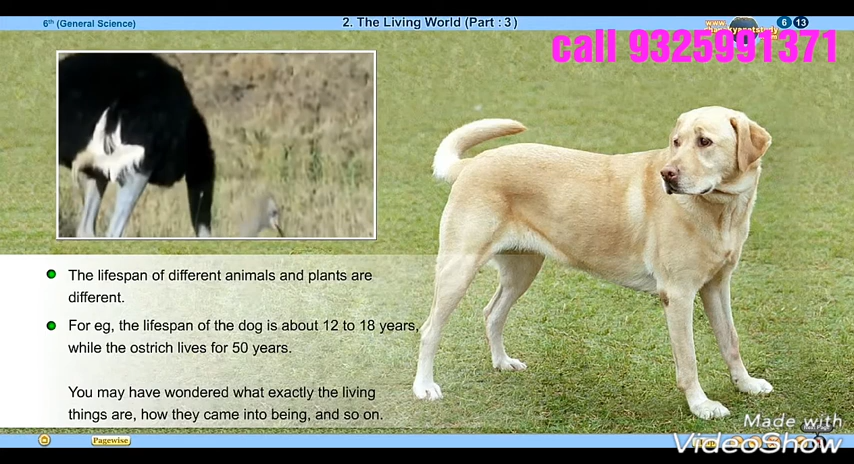 6th (General Science)
2. The Living World (Part : 3)
www.
6 13
call 9325991371
The lifespan of different animals and plants are
different.
For eg, the lifespan of the dog is about 12 to 18 years,
while the ostrich lives for 50 years.
You may have wondered what exactly the living
things are, how they came into being, and so on.
Pagewise
Made with
VideoShow